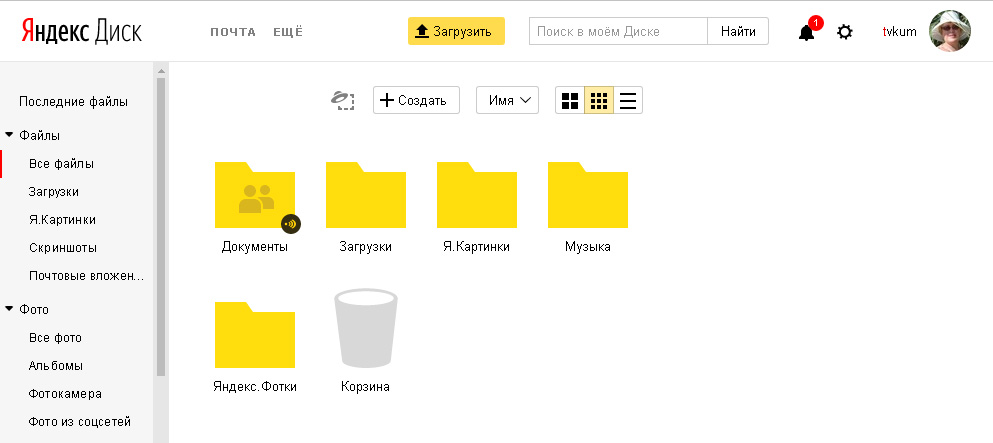 Яндекс Диск
ПОЧТА ЕЩЁ
Загрузить
Поиск в моём Диске
Найти
1
tvkum
Последние файлы
Файлы
Все файлы
Загрузки
Я.Картинки
Скриншоты
Почтовые вложен...
Фото
Все фото
Альбомы
Фотокамера
Фото из соцсетей
Создать
Имя
Документы
Загрузки
Я.Картинки
Музыка
Яндекс.Фотки
Корзина